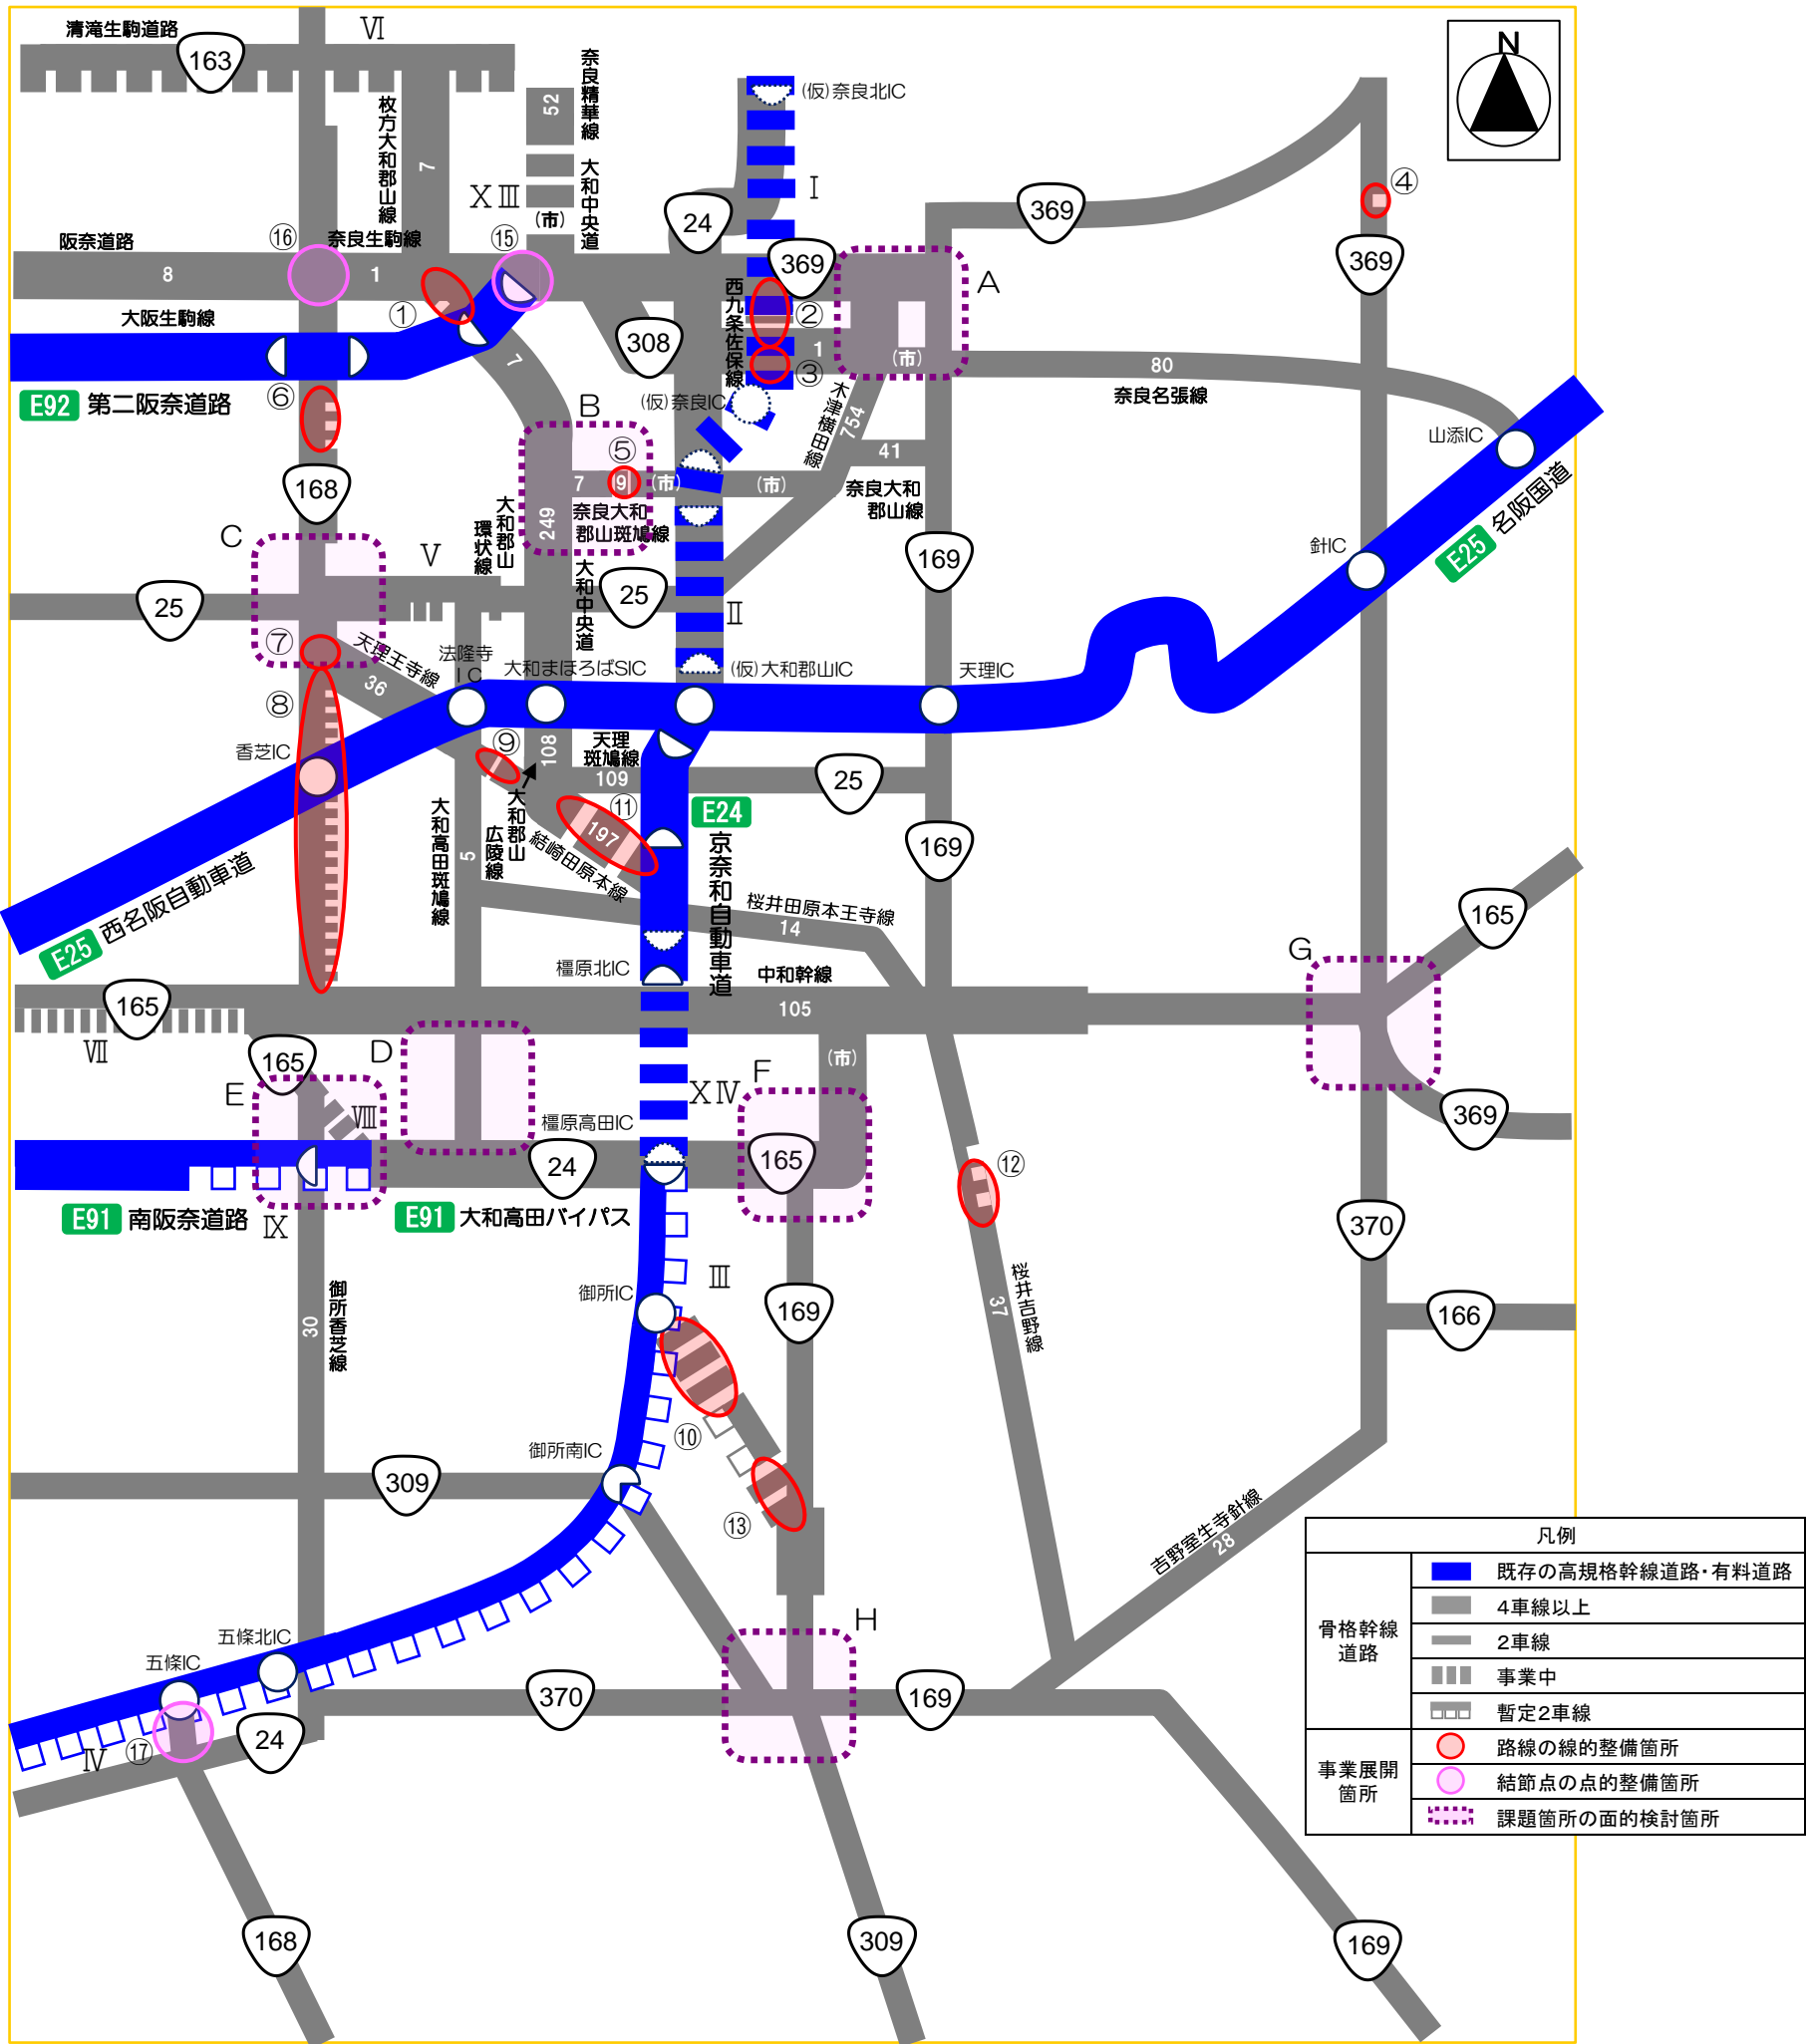 清滝生駒道路
Ⅵ
163
N
奈良精華線
52
(仮)奈良北IC
枚方大和郡山線
7
大和中央道
ⅩⅢ
(市)
Ⅰ
④
24
369
369
阪奈道路
⑯
奈良生駒線
⑮
369
8
1
A
大阪生駒線
①
西九条佐保線
②
308
1
③
(市)
80
奈良名張線
7
⑥
E92 第二阪奈道路
B
(仮)奈良IC
木津横田線
754
41
山添IC
⑤
168
7
9
(市)
(市)
奈良大和
郡山線
大和郡山
環状線
249
奈良大和
郡山斑鳩線
C
Ⅴ
169
針IC
E25 名阪国道
25
大和中央道
25
Ⅱ
⑦
天理王寺線
36
法隆寺
IC
大和まほろばSIC
(仮)大和郡山IC
天理IC
⑧
香芝IC
⑨
108
天理
斑鳩線
109
25
大和高田斑鳩線
5
大和郡山
広陵線
⑪
197
結崎田原本線
E24
京奈和自動車道
169
E25 西名阪自動車道
桜井田原本王寺線
14
165
G
橿原北IC
中和幹線
105
165
Ⅶ
165
D
(市)
E
Ⅷ
ⅩⅣ
F
橿原高田IC
24
165
369
⑫
E91 南阪奈道路
Ⅸ
E91 大和高田バイパス
370
Ⅲ
御所IC
169
37
桜井吉野線
166
30
御所香芝線
⑩
御所南IC
309
⑬
吉野室生寺針線
28
H
五條北IC
五條IC
370
169
24
⑰
Ⅳ
168
309
169
凡例
骨格幹線
道路
既存の高規格幹線道路・有料道路
4車線以上
2車線
事業中
暫定2車線
事業展開
箇所
路線の線的整備箇所
結節点の点的整備箇所
課題箇所の面的検討箇所